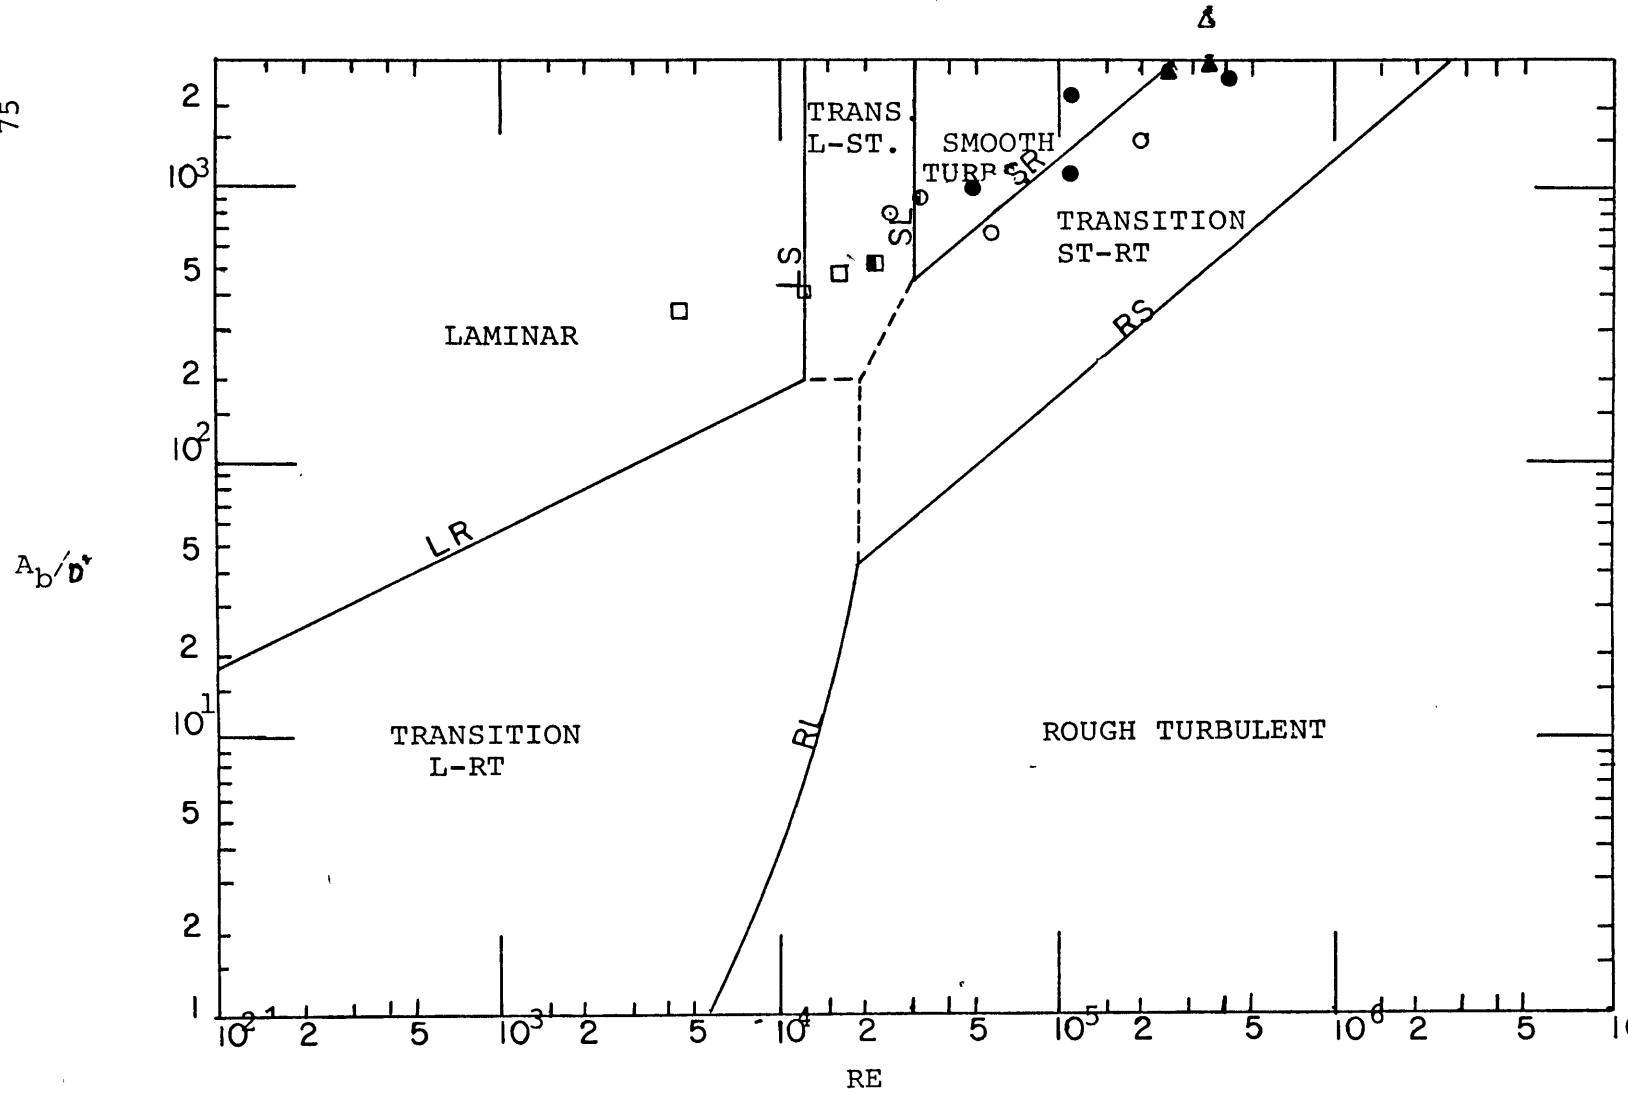 75
TRANS.
L-ST.
SMOOTH
TURB
SR
TRANSITION
ST-RT
SL
LS
LAMINAR
RS
LR
TRANSITION
L-RT
RL
ROUGH TURBULENT
2
10^3
5
2
10^2
5
2
10^1
5
2
1
A_b/D
10^2 2 5 10^3 2 5 10^4 2 5 10^5 2 5 10^6 2 5
RE